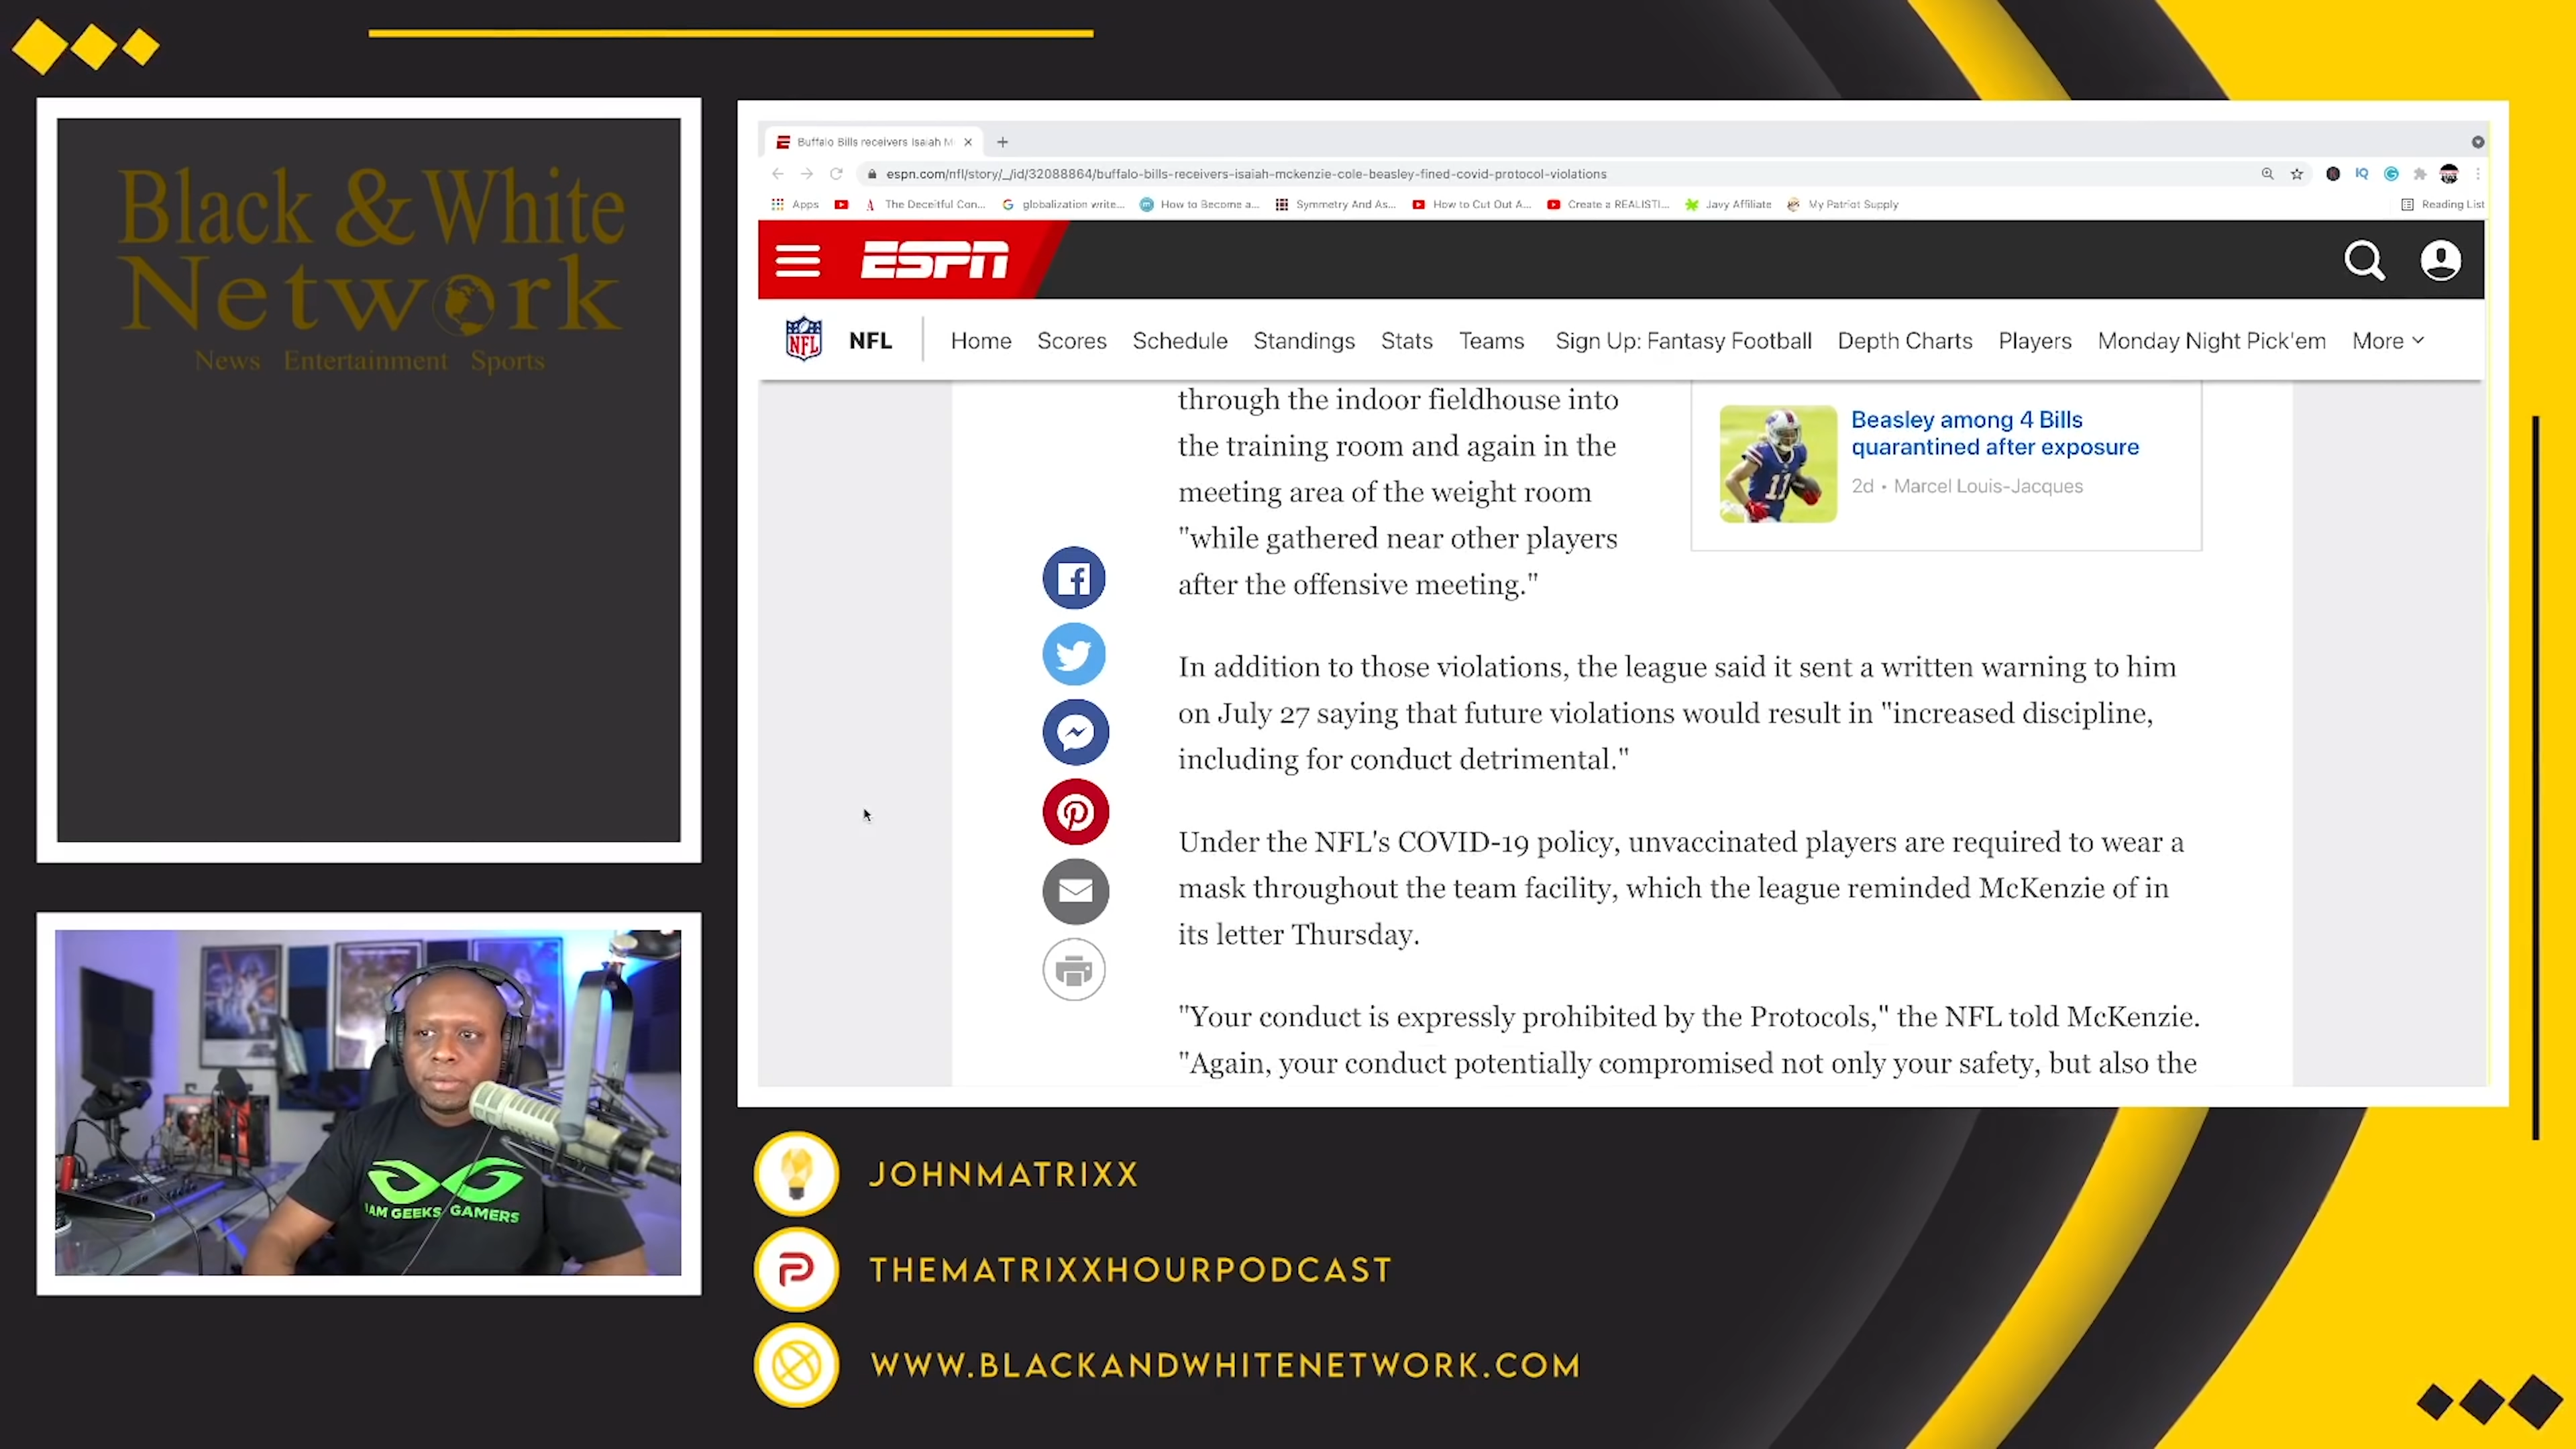 Black & White
Network
News Entertainment Sports
Buffalo Bills receivers Isaiah M
espn.com/nfl/story/_/id/32088864/buffalo-bills-receivers-isaiah-mckenzie-cole-beasley-fined-covid-protocol-violations
Apps The Deceitful Con... globalization write... How to Become a... Symmetry And As... How to Cut Out A... Create a REALISTI... Javy Affiliate My Patriot Supply Reading List
ESPN
NFL NFL Home Scores Schedule Standings Stats Teams Sign Up: Fantasy Football Depth Charts Players Monday Night Pick'em More
through the indoor fieldhouse into
the training room and again in the
meeting area of the weight room
"while gathered near other players
after the offensive meeting."
Beasley among 4 Bills
quarantined after exposure
2d • Marcel Louis-Jacques
11
In addition to those violations, the league said it sent a written warning to him
on July 27 saying that future violations would result in "increased discipline,
including for conduct detrimental."
Under the NFL's COVID-19 policy, unvaccinated players are required to wear a
mask throughout the team facility, which the league reminded McKenzie of in
its letter Thursday.
"Your conduct is expressly prohibited by the Protocols," the NFL told McKenzie.
"Again, your conduct potentially compromised not only your safety, but also the
I AM GEEKS GAMERS
JOHNMATRIXX
THEMATRIXXHOURPODCAST
WWW.BLACKANDWHITENETWORK.COM